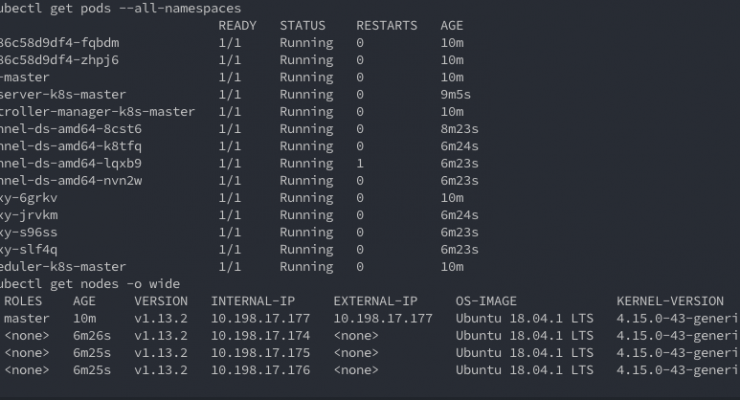 ubectl get pods --all-namespaces
READY STATUS RESTARTS AGE
86c58d9df4-fqbdm 1/1 Running 0 10m
86c58d9df4-zhpj6 1/1 Running 0 10m
-master 1/1 Running 0 10m
server-k8s-master 1/1 Running 0 9m5s
troller-manager-k8s-master 1/1 Running 0 10m
nnel-ds-amd64-8cst6 1/1 Running 0 8m23s
nnel-ds-amd64-k8tfq 1/1 Running 0 6m24s
nnel-ds-amd64-lqxb9 1/1 Running 1 6m23s
nnel-ds-amd64-nvn2w 1/1 Running 0 6m23s
xy-6grkv 1/1 Running 0 10m
xy-jrvkm 1/1 Running 0 6m24s
xy-s96ss 1/1 Running 0 6m23s
xy-slf4q 1/1 Running 0 6m23s
eduler-k8s-master 1/1 Running 0 10m
ubectl get nodes -o wide
ROLES AGE VERSION INTERNAL-IP EXTERNAL-IP OS-IMAGE KERNEL-VERSION
master 10m v1.13.2 10.198.17.177 10.198.17.177 Ubuntu 18.04.1 LTS 4.15.0-43-generi
<none> 6m26s v1.13.2 10.198.17.174 <none> Ubuntu 18.04.1 LTS 4.15.0-43-generi
<none> 6m25s v1.13.2 10.198.17.175 <none> Ubuntu 18.04.1 LTS 4.15.0-43-generi
<none> 6m25s v1.13.2 10.198.17.176 <none> Ubuntu 18.04.1 LTS 4.15.0-43-generi